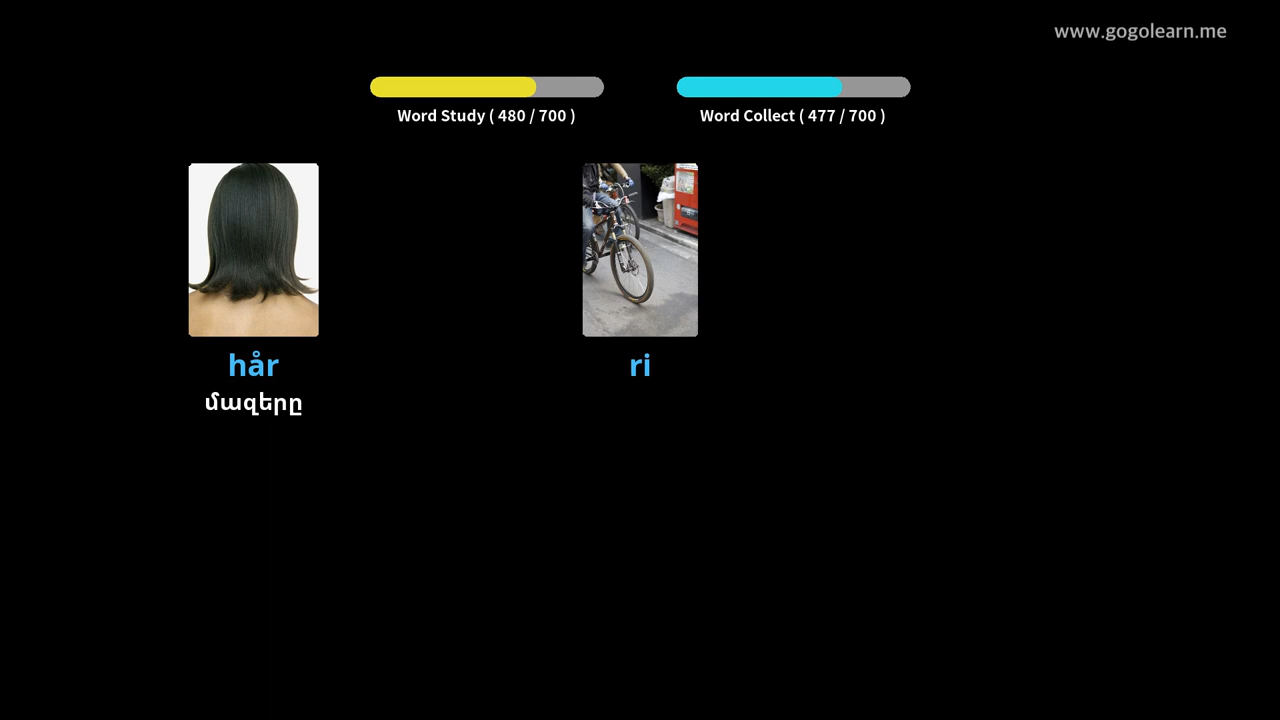 www.gogolearn.me
Word Study ( 480 / 700 )
Word Collect ( 477 / 700 )
hår
ri
մազերը